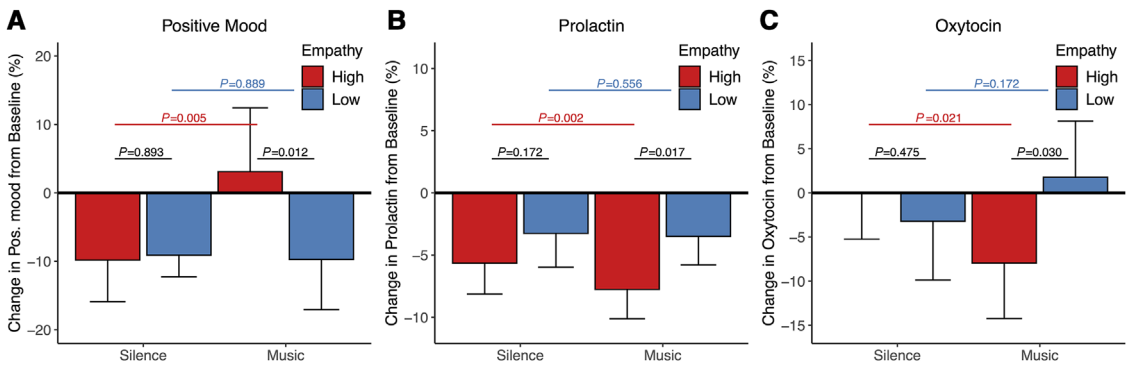 A
Positive Mood
Change in Pos. mood from Baseline (%)
20
10
0
−10
−20
Empathy
High
Low
P=0.889
P=0.005
P=0.893
P=0.012
Silence
Music
B
Prolactin
Change in Prolactin from Baseline (%)
10
5
0
−5
−10
Empathy
High
Low
P=0.556
P=0.002
P=0.172
P=0.017
Silence
Music
C
Oxytocin
Change in Oxytocin from Baseline (%)
15
10
5
0
−5
−10
−15
Empathy
High
Low
P=0.172
P=0.021
P=0.475
P=0.030
Silence
Music